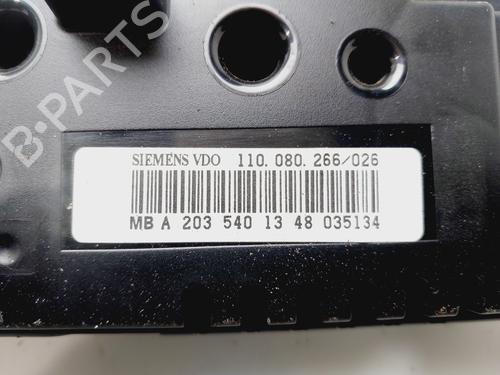 SIEMENS VDO 110.080.266/026
MB A 203 540 13 48 035134
B-PARTS